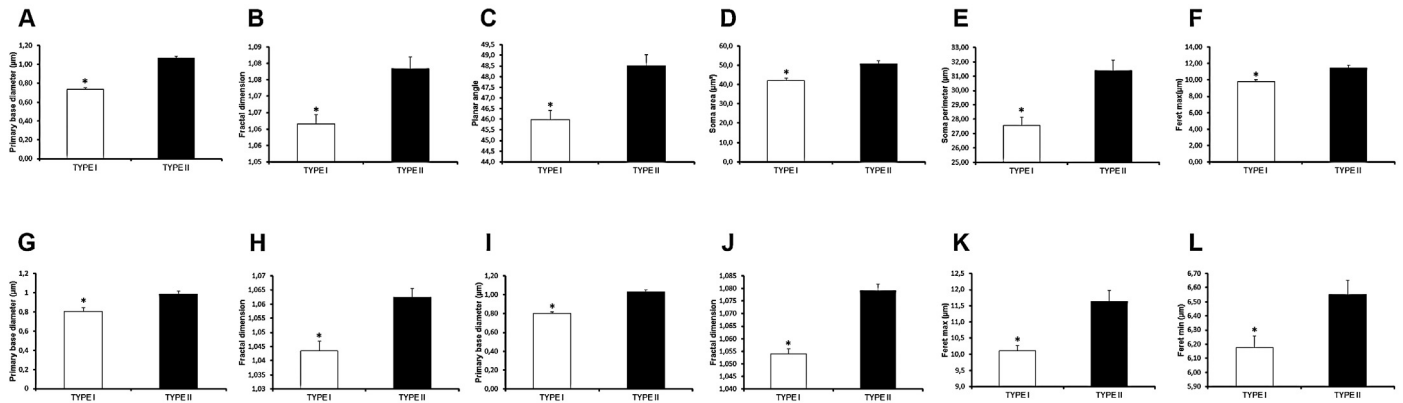 A
Primary base diameter (µm)
1,20
1,00
0,80
0,60
0,40
0,20
0,00
*
TYPE I
TYPE II
B
Fractal dimension
1,09
1,08
1,08
1,07
1,07
1,06
1,06
1,05
*
TYPE I
TYPE II
C
Planar angle
49,5
49,0
48,5
48,0
47,5
47,0
46,5
46,0
45,5
45,0
44,5
44,0
*
TYPE I
TYPE II
D
Soma area (µm²)
60,0
50,0
40,0
30,0
20,0
10,0
0,0
*
TYPE I
TYPE II
E
Soma perimeter (µm)
33,00
32,00
31,00
30,00
29,00
28,00
27,00
26,00
25,00
*
TYPE I
TYPE II
F
Feret max(µm)
14,00
12,00
10,00
8,00
6,00
4,00
2,00
0,00
*
TYPE I
TYPE II
G
Primary base diameter (µm)
1,2
1
0,8
0,6
0,4
0,2
0
*
TYPE I
TYPE II
H
Fractal dimension
1,07
1,065
1,06
1,055
1,05
1,045
1,04
1,035
1,03
*
TYPE I
TYPE II
I
Primary base diameter (µm)
1,20
1,00
0,80
0,60
0,40
0,20
0,00
*
TYPE I
TYPE II
J
Fractal dimension
1,085
1,080
1,075
1,070
1,065
1,060
1,055
1,050
1,045
1,040
*
TYPE I
TYPE II
K
Feret max (µm)
12,5
12,0
11,5
11,0
10,5
10,0
9,5
9,0
*
TYPE I
TYPE II
L
Feret min (µm)
6,70
6,60
6,50
6,40
6,30
6,20
6,10
6,00
5,90
*
TYPE I
TYPE II